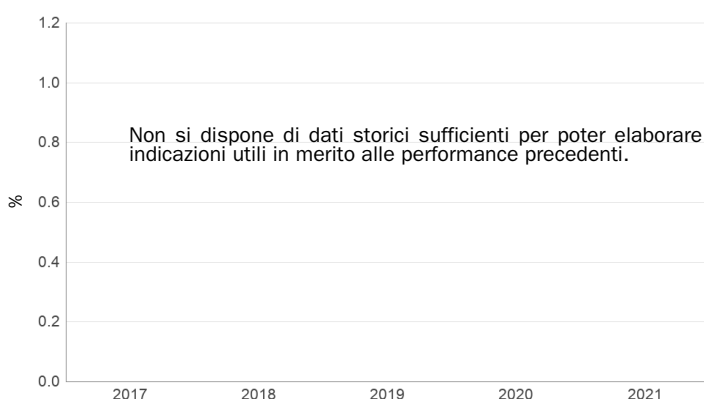 1.2
1.0
Non si dispone di dati storici sufficienti per poter elaborare
0.8
indicazioni utili in merito alle performance precedenti.
%
0.6
0.4
0.2
0.0
2017 2018 2019 2020 2021